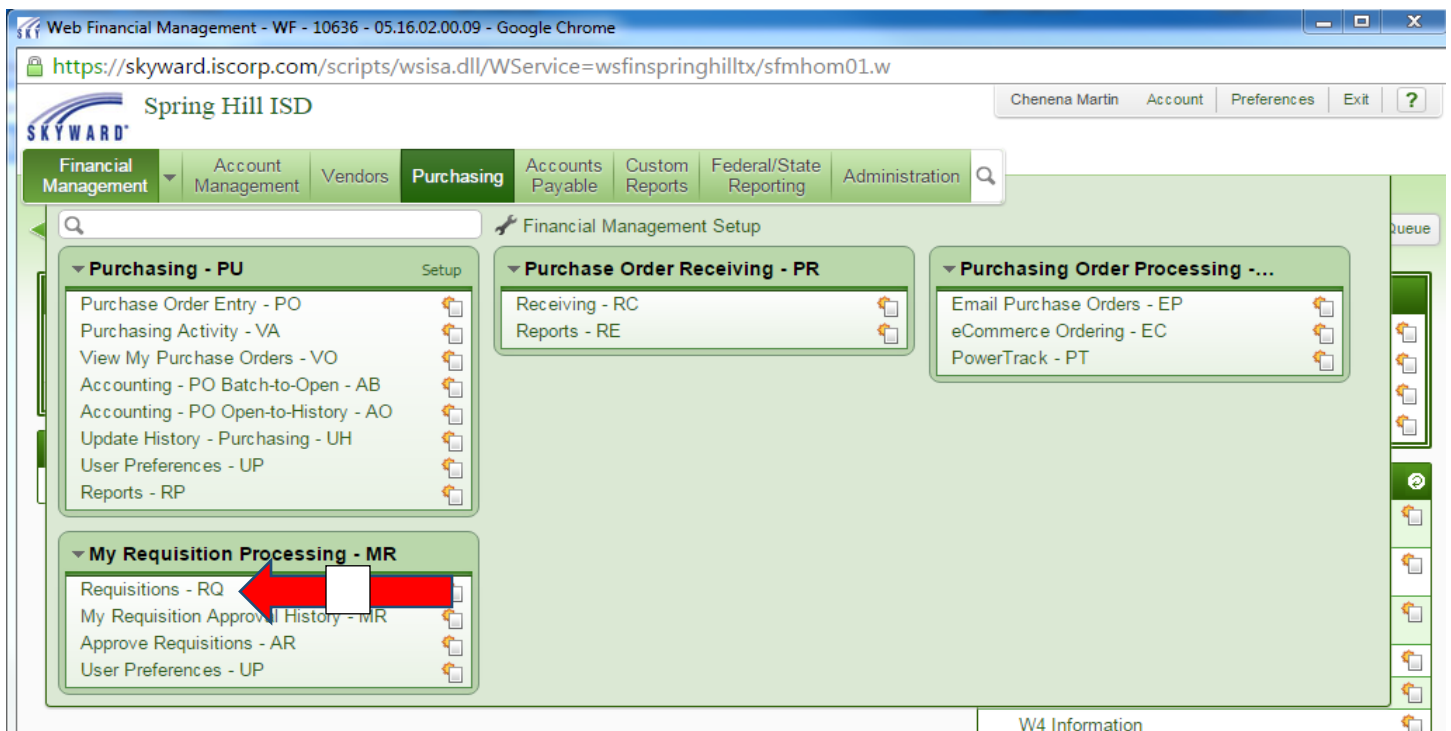 Web Financial Management - WF - 10636 - 05.16.02.00.09 - Google Chrome
https://skyward.iscorp.com/scripts/wsisa.dll/WService=wsfinspringhilltx/sfmhom01.w
SKYWARD
Spring Hill ISD
Chenena Martin Account Preferences Exit ?
Financial Management
Account Management
Vendors
Purchasing
Accounts Payable
Custom Reports
Federal/State Reporting
Administration
Financial Management Setup
Queue
Purchasing - PU Setup
Purchase Order Entry - PO
Purchasing Activity - VA
View My Purchase Orders - VO
Accounting - PO Batch-to-Open - AB
Accounting - PO Open-to-History - AO
Update History - Purchasing - UH
User Preferences - UP
Reports - RP
Purchase Order Receiving - PR
Receiving - RC
Reports - RE
Purchasing Order Processing -...
Email Purchase Orders - EP
eCommerce Ordering - EC
PowerTrack - PT
My Requisition Processing - MR
Requisitions - RQ
My Requisition Approval History - MR
Approve Requisitions - AR
User Preferences - UP
W4 Information